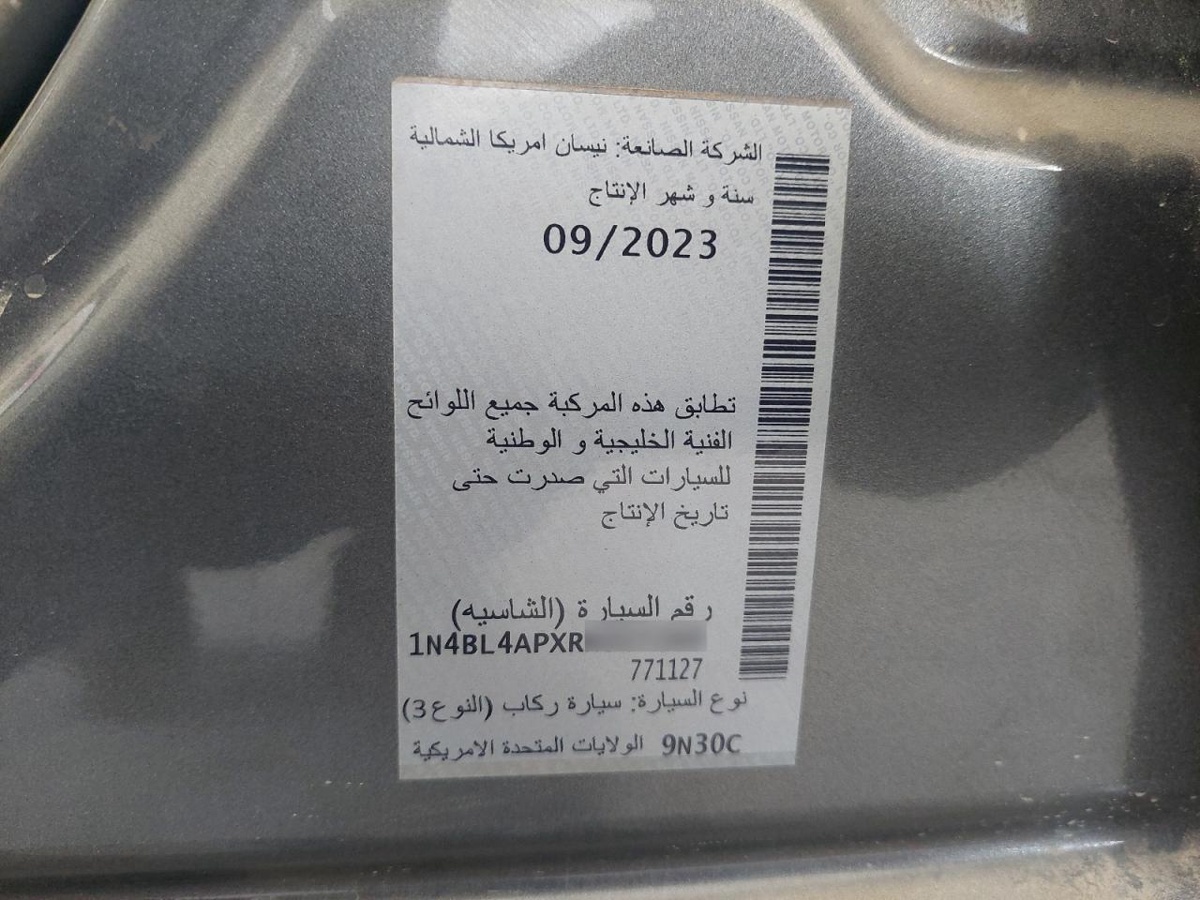 الشركة الصانعة: نيسان امريكا الشمالية
سنة و شهر الإنتاج
09/2023
تطابق هذه المركبة جميع اللوائح
الفنية الخليجية و الوطنية
للسيارات التي صدرت حتى
تاريخ الإنتاج
رقم السيارة (الشاسيه)
1N4BL4APXR
771127
نوع السيارة: سيارة ركاب (النوع 3)
9N30C الولايات المتحدة الامريكية